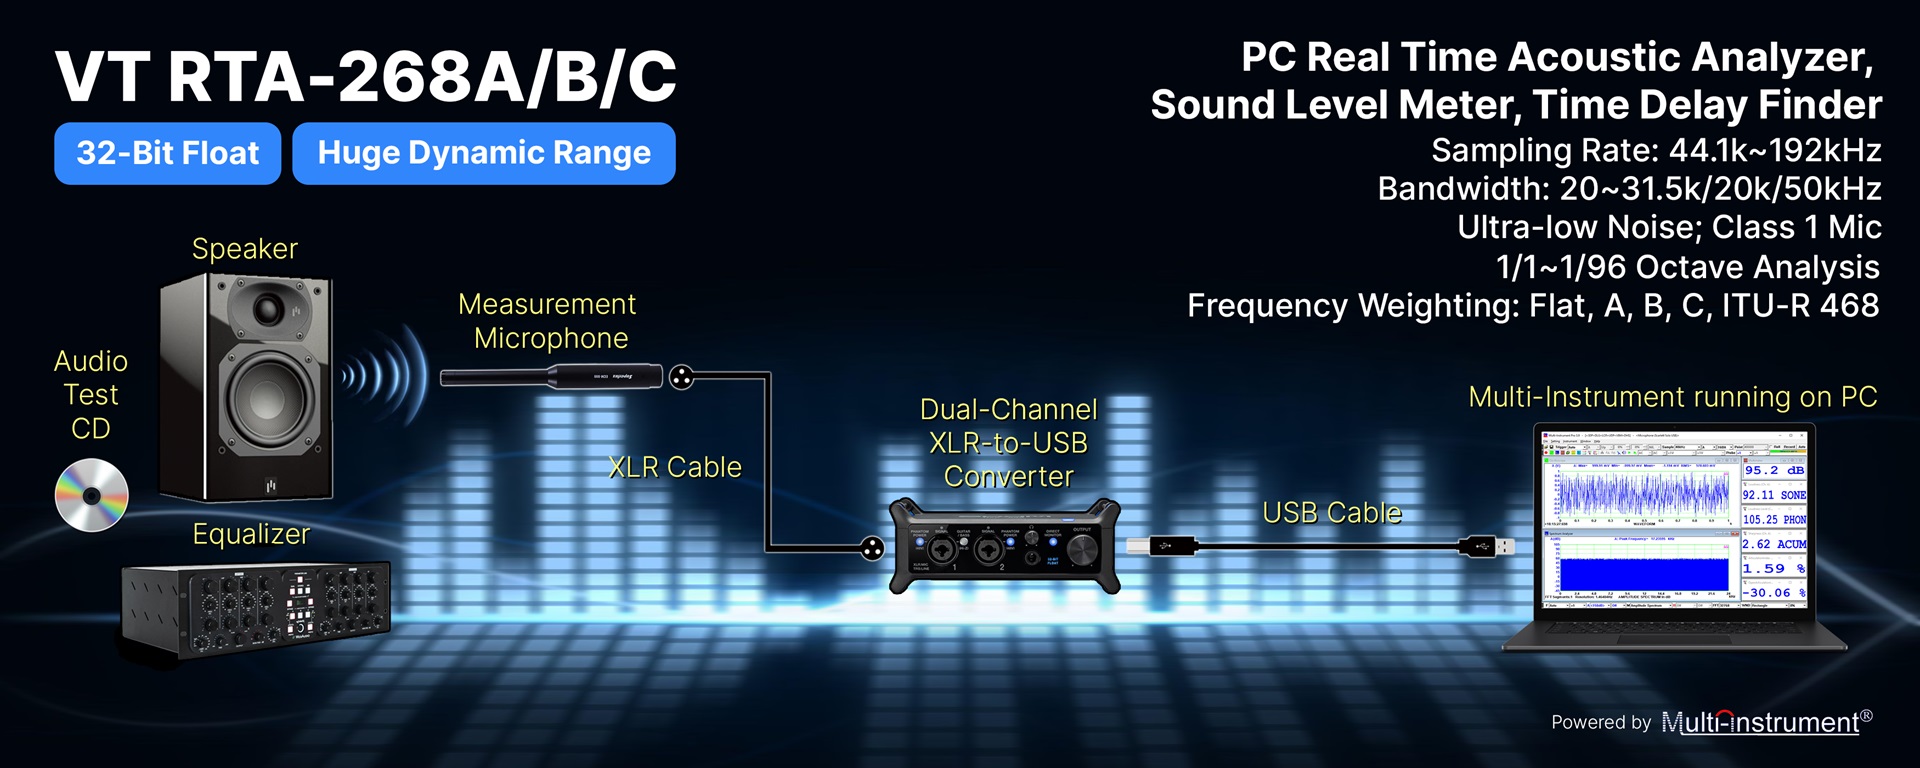 VT RTA-268A/B/C
32-Bit Float
Huge Dynamic Range
PC Real Time Acoustic Analyzer,
Sound Level Meter, Time Delay Finder
Sampling Rate: 44.1k~192kHz
Bandwidth: 20~31.5k/20k/50kHz
Ultra-low Noise; Class 1 Mic
1/1~1/96 Octave Analysis
Frequency Weighting: Flat, A, B, C, ITU-R 468
Speaker
Measurement
Microphone
Audio
Test
CD
Equalizer
XLR Cable
Dual-Channel
XLR-to-USB
Converter
OUTPUT
1
2
USB Cable
Multi-Instrument running on PC
95.2 dB
92.11 SONE
105.25 PHON
2.62 ACUM
1.59 %
-30.06 %
Powered by Multi-Instrument®